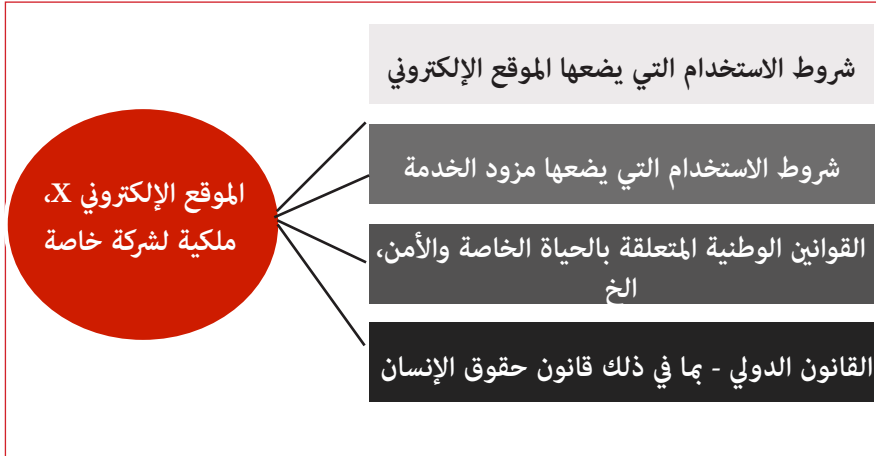 شروط الاستخدام التي يضعها الموقع الإلكتروني
شروط الاستخدام التي يضعها مزود الخدمة
الموقع الإلكتروني X،
ملكية لشركة خاصة
القوانين الوطنية المتعلقة بالحياة الخاصة والأمن،
الخ
القانون الدولي - بما في ذلك قانون حقوق الإنسان